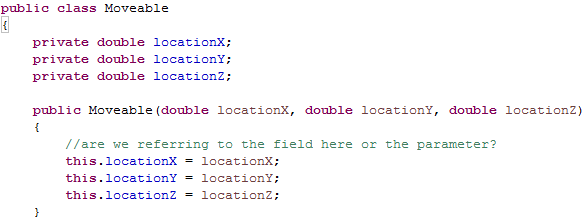 public class Moveable
{
    private double locationX;
    private double locationY;
    private double locationZ;
    public Moveable(double locationX, double locationY, double locationZ)
    {
        //are we referring to the field here or the parameter?
        this.locationX = locationX;
        this.locationY = locationY;
        this.locationZ = locationZ;
    }